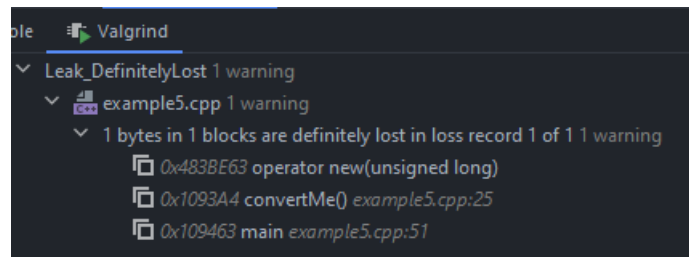 ole Valgrind
Leak_DefinitelyLost 1 warning
C++ example5.cpp 1 warning
1 bytes in 1 blocks are definitely lost in loss record 1 of 1 1 warning
0x483BE63 operator new(unsigned long)
0x1093A4 convertMe() example5.cpp:25
0x109463 main example5.cpp:51